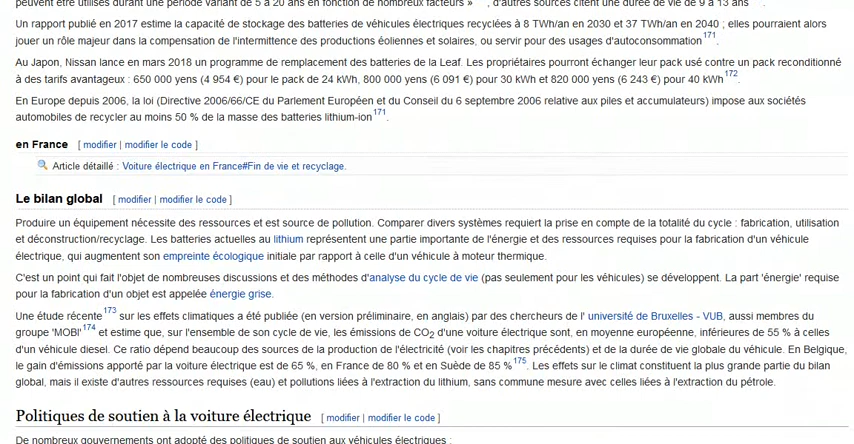 peuvent être utilisés durant une période variant de 5 à 20 ans en fonction de nombreux facteurs » , d'autres sources citent une durée de vie de 9 à 13 ans .
Un rapport publié en 2017 estime la capacité de stockage des batteries de véhicules électriques recyclées à 8 TWh/an en 2030 et 37 TWh/an en 2040 ; elles pourraient alors
jouer un rôle majeur dans la compensation de l'intermittence des productions éoliennes et solaires, ou servir pour des usages d'autoconsommation171.
Au Japon, Nissan lance en mars 2018 un programme de remplacement des batteries de la Leaf. Les propriétaires pourront échanger leur pack usé contre un pack reconditionné
à des tarifs avantageux : 650 000 yens (4 954 €) pour le pack de 24 kWh, 800 000 yens (6 091 €) pour 30 kWh et 820 000 yens (6 243 €) pour 40 kWh172.
En Europe depuis 2006, la loi (Directive 2006/66/CE du Parlement Européen et du Conseil du 6 septembre 2006 relative aux piles et accumulateurs) impose aux sociétés
automobiles de recycler au moins 50 % de la masse des batteries lithium-ion171.
en France [ modifier | modifier le code ]
Article détaillé : Voiture électrique en France#Fin de vie et recyclage.
Le bilan global [ modifier | modifier le code ]
Produire un équipement nécessite des ressources et est source de pollution. Comparer divers systèmes requiert la prise en compte de la totalité du cycle : fabrication, utilisation
et déconstruction/recyclage. Les batteries actuelles au lithium représentent une partie importante de l'énergie et des ressources requises pour la fabrication d'un véhicule
électrique, qui augmentent son empreinte écologique initiale par rapport à celle d'un véhicule à moteur thermique.
C'est un point qui fait l'objet de nombreuses discussions et des méthodes d'analyse du cycle de vie (pas seulement pour les véhicules) se développent. La part 'énergie' requise
pour la fabrication d'un objet est appelée énergie grise.
Une étude récente173 sur les effets climatiques a été publiée (en version préliminaire, en anglais) par des chercheurs de l' université de Bruxelles - VUB, aussi membres du
groupe 'MOBI'174 et estime que, sur l'ensemble de son cycle de vie, les émissions de CO2 d'une voiture électrique sont, en moyenne européenne, inférieures de 55 % à celles
d'un véhicule diesel. Ce ratio dépend beaucoup des sources de la production de l'électricité (voir les chapitres précédents) et de la durée de vie globale du véhicule. En Belgique,
le gain d'émissions apporté par la voiture électrique est de 65 %, en France de 80 % et en Suède de 85 %175. Les effets sur le climat constituent la plus grande partie du bilan
global, mais il existe d'autres ressources requises (eau) et pollutions liées à l'extraction du lithium, sans commune mesure avec celles liées à l'extraction du pétrole.
Politiques de soutien à la voiture électrique [ modifier | modifier le code ]
De nombreux gouvernements ont adopté des politiques de soutien aux véhicules électriques :